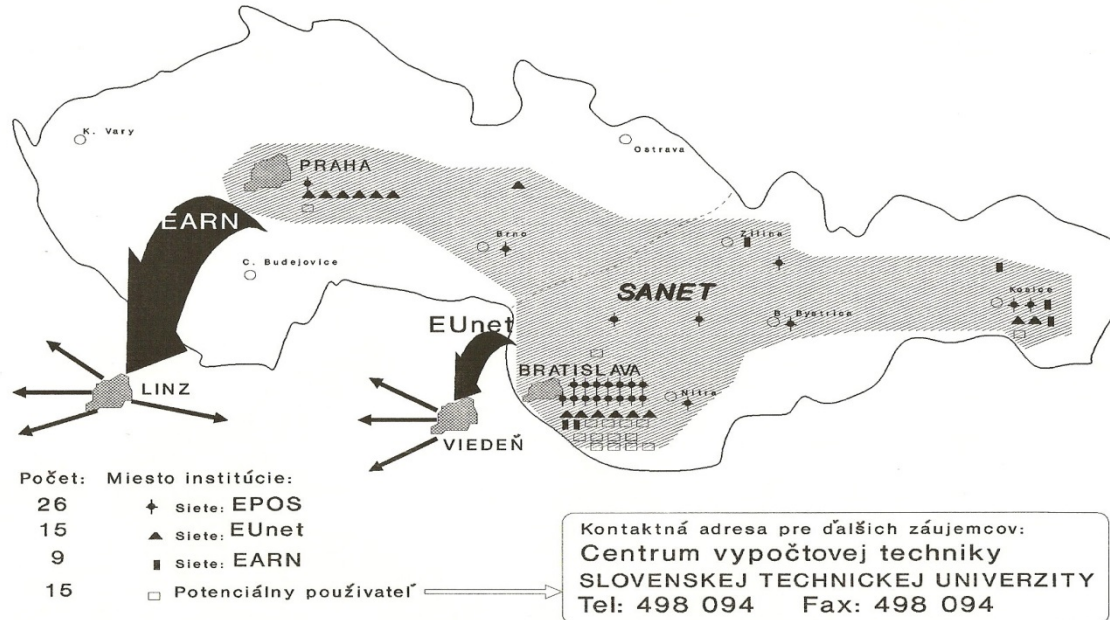 K. Vary
Ostrava
PRAHA
EARN
Brno
Zilina
C. Budejovice
SANET
Kosice
B. Bystrica
EUnet
BRATISLAVA
LINZ
Nitra
VIEDEŇ
Počet: Miesto institúcie:
26 Siete: EPOS
15 Siete: EUnet
9 Siete: EARN
15 Potenciálny používateľ
Kontaktná adresa pre ďalšich záujemcov:
Centrum vypočtovej techniky
SLOVENSKEJ TECHNICKEJ UNIVERZITY
Tel: 498 094 Fax: 498 094